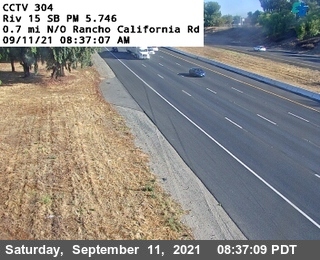 CCTV 304
Riv 15 SB PM 5.746
0.7 mi N/O Rancho California Rd
09/11/21 08:37:07 AM
Saturday, September 11, 2021 08:37:09 PDT